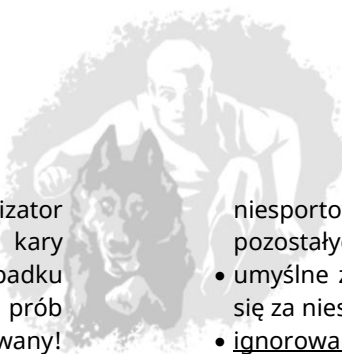 izator
kary
padku
prób
wany!
niesporto
pozostały
• umyślne z
się za nies
• ignorowa